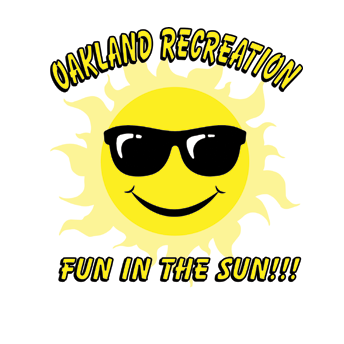 OAKLAND RECREATION
FUN IN THE SUN!!!